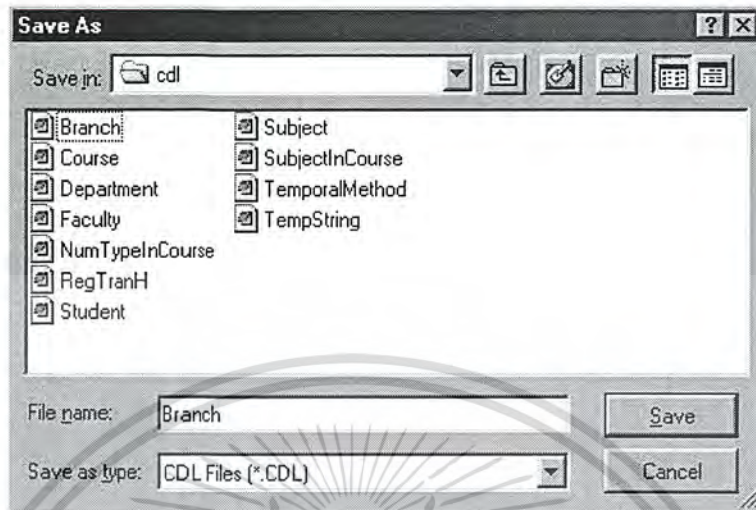 Save As
Save in: cdl
Branch Subject
Course SubjectInCourse
Department TemporalMethod
Faculty TempString
NumTypeInCourse
RegTranH
Student
File name: Branch Save
Save as type: CDL Files (*.CDL) Cancel